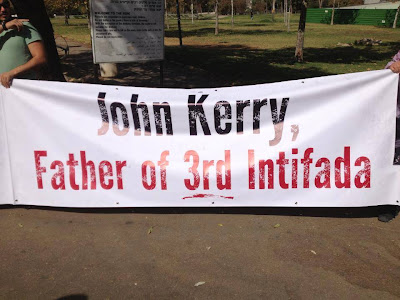 John Kerry,
Father of 3rd Intifada